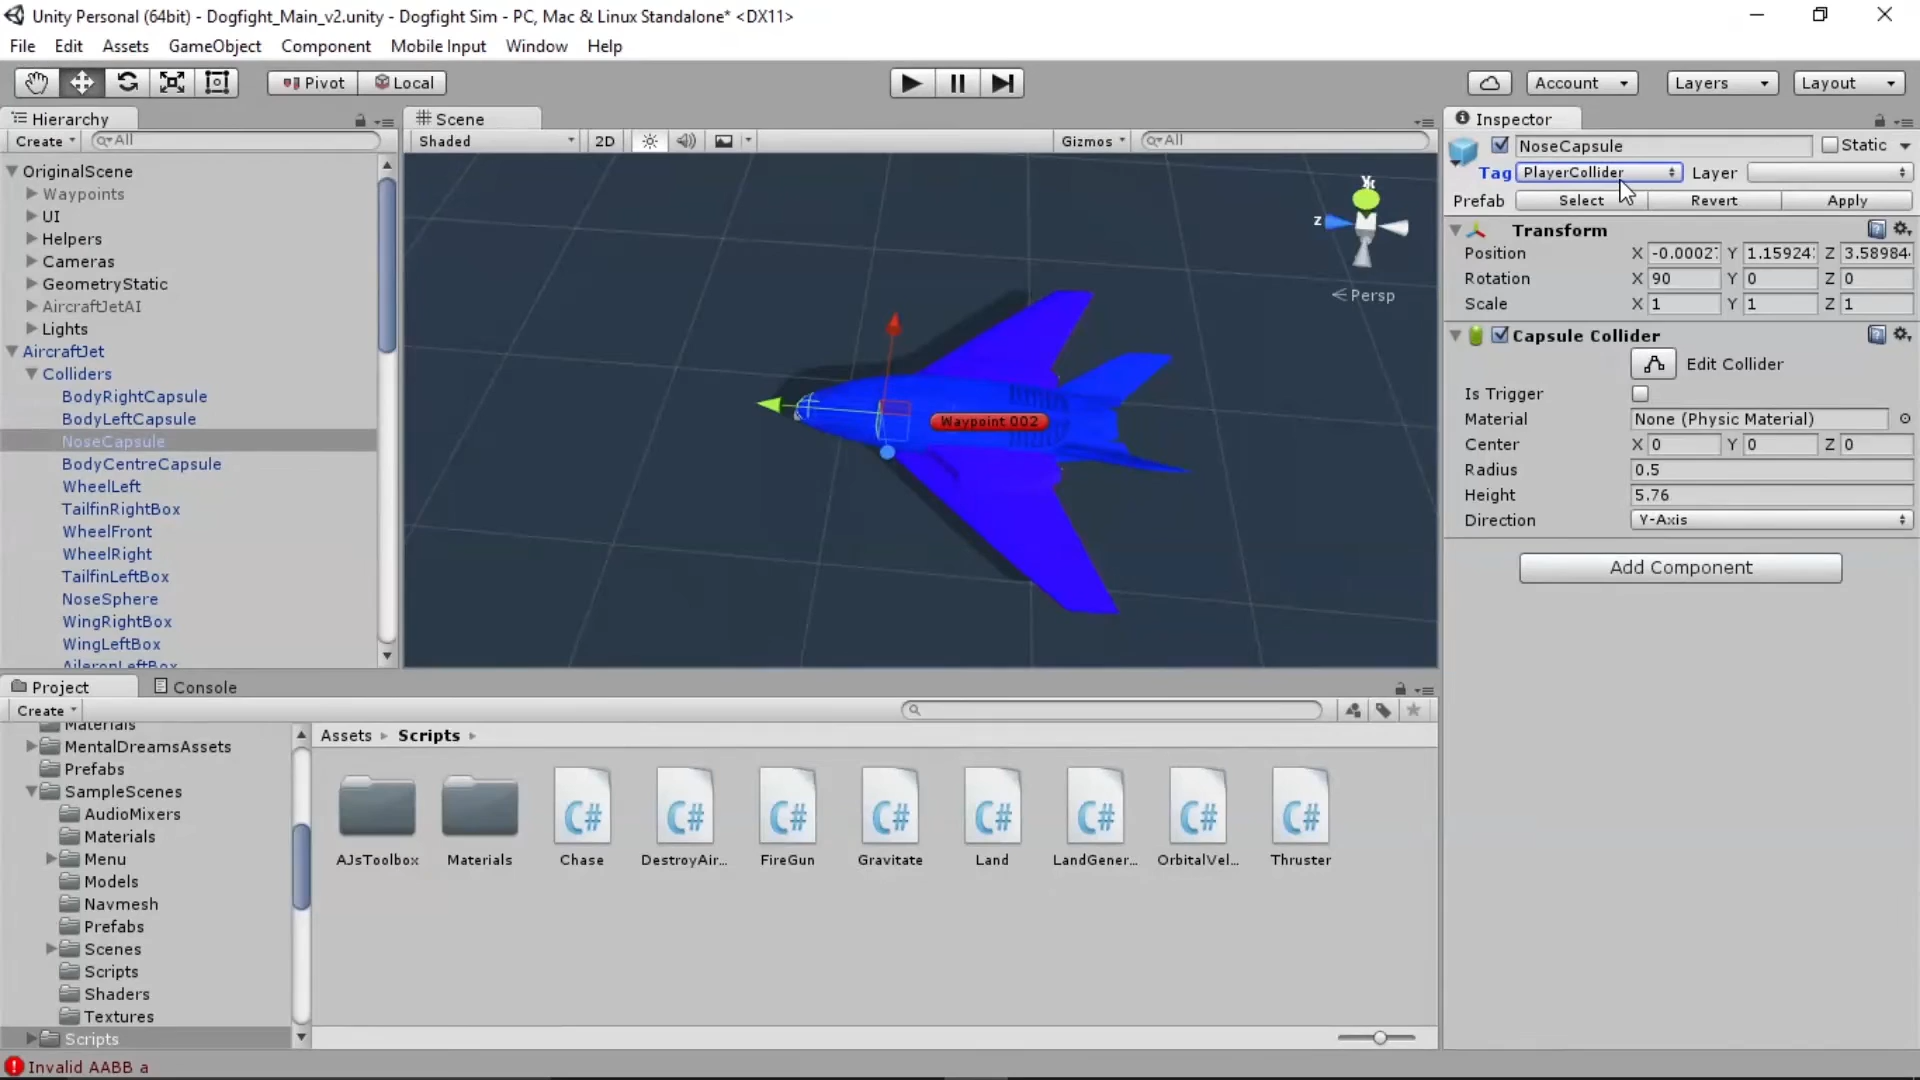 Unity Personal (64bit) - Dogfight_Main_v2.unity - Dogfight Sim - PC, Mac & Linux Standalone* <DX11>
File Edit Assets GameObject Component Mobile Input Window Help
Pivot Local Account Layers Layout
Hierarchy
Create All
OriginalScene
Waypoints
UI
Helpers
Cameras
GeometryStatic
AircraftJetAI
Lights
AircraftJet
Colliders
BodyRightCapsule
BodyLeftCapsule
NoseCapsule
BodyCentreCapsule
WheelLeft
TailfinRightBox
WheelFront
WheelRight
TailfinLeftBox
NoseSphere
WingRightBox
WingLeftBox
AileronLeftBox
Scene
Shaded 2D Gizmos All
Y
Z
Persp
Waypoint 002
Inspector
NoseCapsule Static
Tag PlayerCollider Layer
Prefab Select Revert Apply
Transform
Position X -0.0002 Y 1.15924 Z 3.58984
Rotation X 90 Y 0 Z 0
Scale X 1 Y 1 Z 1
Capsule Collider
Edit Collider
Is Trigger
Material None (Physic Material)
Center X 0 Y 0 Z 0
Radius 0.5
Height 5.76
Direction Y-Axis
Add Component
Project Console
Create
Materials
MentalDreamsAssets
Prefabs
SampleScenes
AudioMixers
Materials
Menu
Models
Navmesh
Prefabs
Scenes
Scripts
Shaders
Textures
Scripts
Assets Scripts
C# C# C# C# C# C# C# C#
AJsToolbox Materials Chase DestroyAir... FireGun Gravitate Land LandGener... OrbitalVel... Thruster
Invalid AABB a